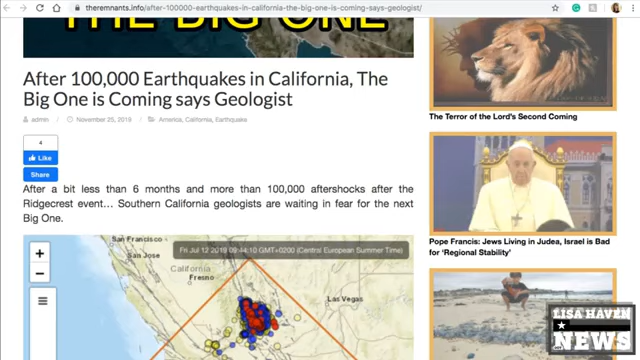 theremnants.info/after-100000-earthquakes-in-california-the-big-one-is-coming-says-geologist/
THE BIG ONE
After 100,000 Earthquakes in California, The
Big One is Coming says Geologist
admin November 25, 2019 America, California, Earthquake
4
Like
Share
After a bit less than 6 months and more than 100,000 aftershocks after the
Ridgecrest event... Southern California geologists are waiting in fear for the next
Big One.
San Francisco
San Jose
Fri Jul 12 2019 09:44:10 GMT+0200 (Central European Summer Time)
California
Fresno
Las Vegas
+
−
The Terror of the Lord's Second Coming
Pope Francis: Jews Living in Judea, Israel is Bad
for 'Regional Stability'
LISA HAVEN
NEWS